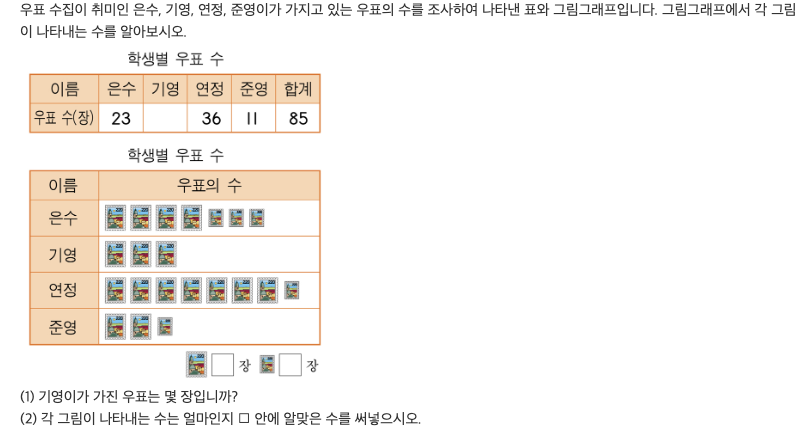 우표 수집이 취미인 은수, 기영, 연정, 준영이가 가지고 있는 우표의 수를 조사하여 나타낸 표와 그림그래프입니다. 그림그래프에서 각 그림
이 나타내는 수를 알아보시오.
학생별 우표 수
이름 은수 기영 연정 준영 합계
우표 수(장) 23 36 11 85
학생별 우표 수
이름 우표의 수
은수
기영
연정
준영
장 장
(1) 기영이가 가진 우표는 몇 장입니까?
(2) 각 그림이 나타내는 수는 얼마인지 □ 안에 알맞은 수를 써넣으시오.